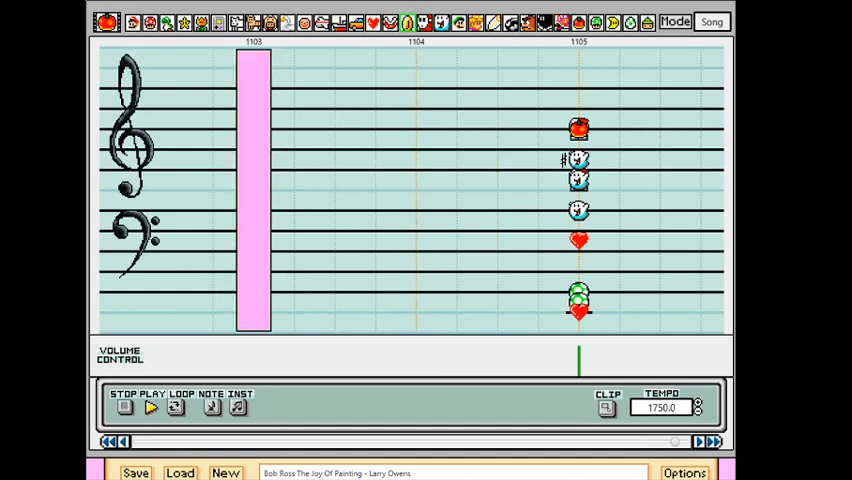 Mode Song
1103 1104 1105
VOLUME
CONTROL
STOP PLAY LOOP NOTE INST
CLIP TEMPO
1750.0
Save Load New Bob Ross The Joy Of Painting - Larry Owens Options